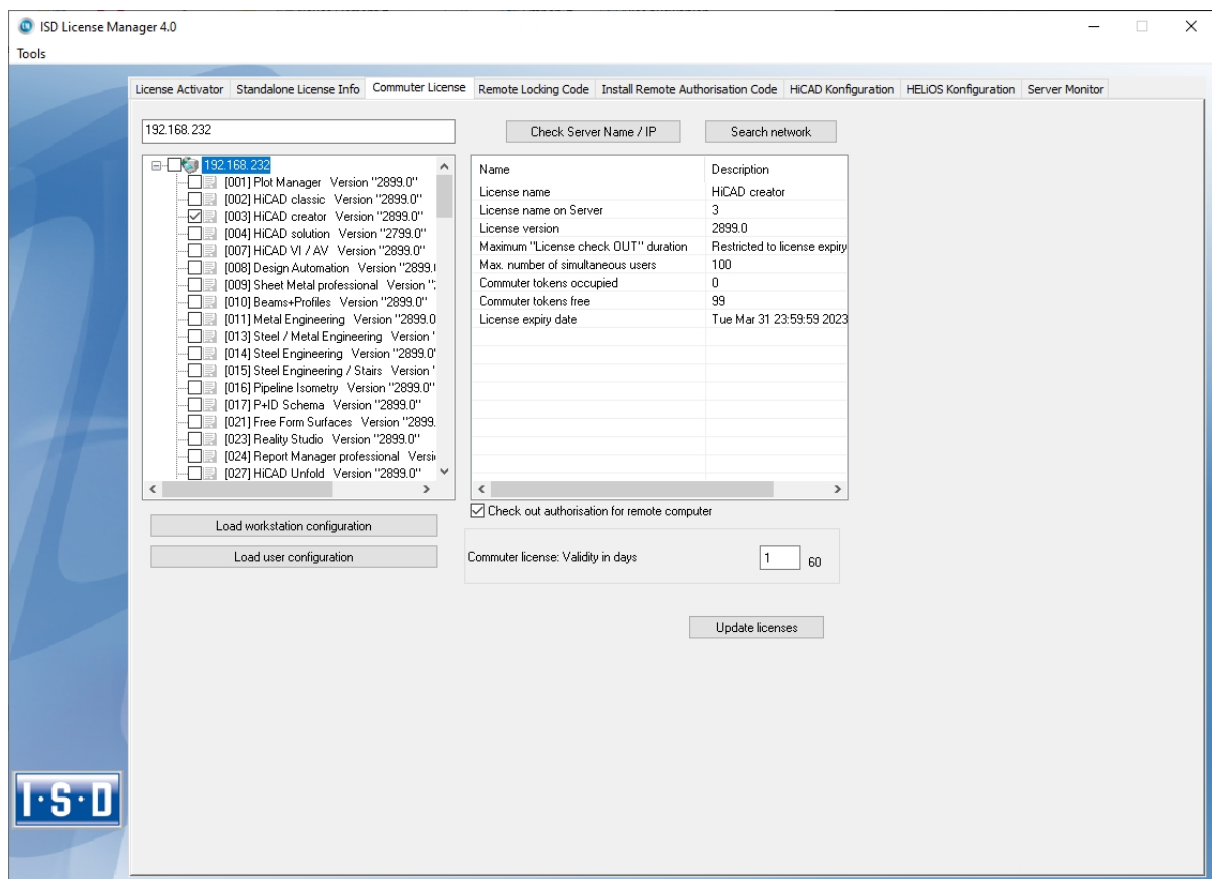 ISD License Manager 4.0
Tools
License Activator Standalone License Info Commuter License Remote Locking Code Install Remote Authorisation Code HiCAD Konfiguration HELiOS Konfiguration Server Monitor
192.168.232 Check Server Name / IP Search network
192.168.232
[001] Plot Manager Version "2899.0"
[002] HiCAD classic Version "2899.0"
[003] HiCAD creator Version "2899.0"
[004] HiCAD solution Version "2799.0"
[007] HiCAD VI / AV Version "2899.0"
[008] Design Automation Version "2899.
[009] Sheet Metal professional Version "
[010] Beams+Profiles Version "2899.0"
[011] Metal Engineering Version "2899.0
[013] Steel / Metal Engineering Version "
[014] Steel Engineering Version "2899.0"
[015] Steel Engineering / Stairs Version "
[016] Pipeline Isometry Version "2899.0"
[017] P+ID Schema Version "2899.0"
[021] Free Form Surfaces Version "2899.
[023] Reality Studio Version "2899.0"
[024] Report Manager professional Versi
[027] HiCAD Unfold Version "2899.0"
Name Description
License name HiCAD creator
License name on Server 3
License version 2899.0
Maximum "License check OUT" duration Restricted to license expiry
Max. number of simultaneous users 100
Commuter tokens occupied 0
Commuter tokens free 99
License expiry date Tue Mar 31 23:59:59 2023
Check out authorisation for remote computer
Load workstation configuration
Load user configuration
Commuter license: Validity in days 1 60
Update licenses
I·S·D